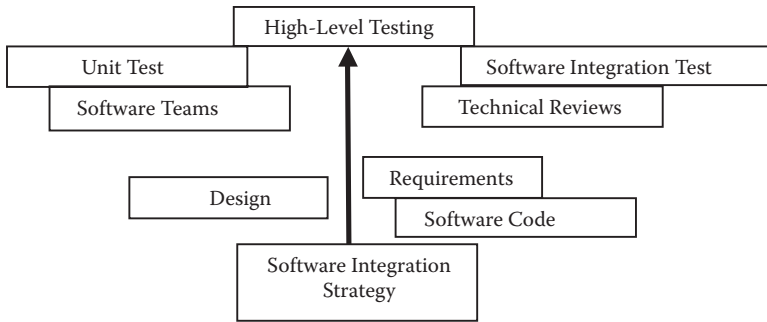 High-Level Testing
Unit Test
Software Integration Test
Software Teams
Technical Reviews
Requirements
Design
Software Code
Software Integration
Strategy